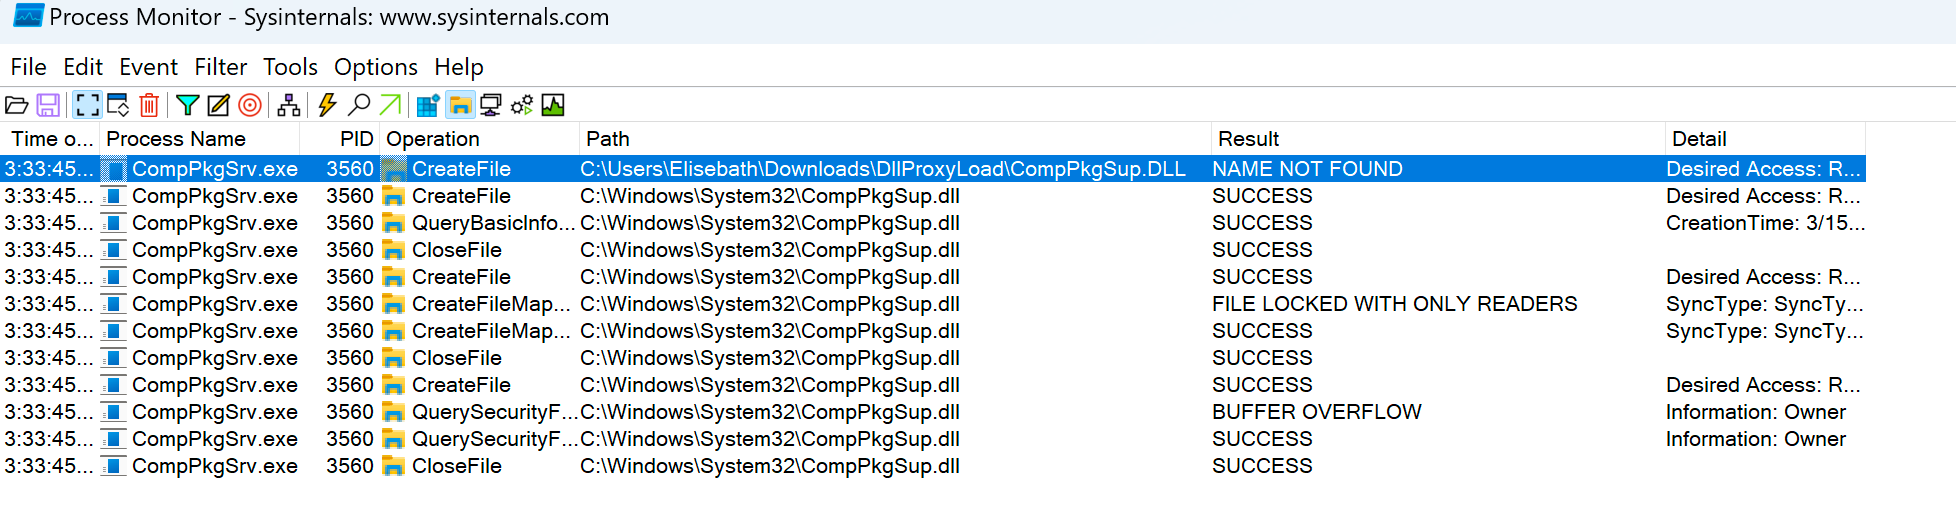 Process Monitor - Sysinternals: www.sysinternals.com
File Edit Event Filter Tools Options Help
Time o... Process Name PID Operation Path Result Detail
3:33:45... CompPkgSrv.exe 3560 CreateFile C:\Users\Elisebath\Downloads\DllProxyLoad\CompPkgSup.DLL NAME NOT FOUND Desired Access: R...
3:33:45... CompPkgSrv.exe 3560 CreateFile C:\Windows\System32\CompPkgSup.dll SUCCESS Desired Access: R...
3:33:45... CompPkgSrv.exe 3560 QueryBasicInfo... C:\Windows\System32\CompPkgSup.dll SUCCESS CreationTime: 3/15...
3:33:45... CompPkgSrv.exe 3560 CloseFile C:\Windows\System32\CompPkgSup.dll SUCCESS
3:33:45... CompPkgSrv.exe 3560 CreateFile C:\Windows\System32\CompPkgSup.dll SUCCESS Desired Access: R...
3:33:45... CompPkgSrv.exe 3560 CreateFileMap... C:\Windows\System32\CompPkgSup.dll FILE LOCKED WITH ONLY READERS SyncType: SyncTy...
3:33:45... CompPkgSrv.exe 3560 CreateFileMap... C:\Windows\System32\CompPkgSup.dll SUCCESS SyncType: SyncTy...
3:33:45... CompPkgSrv.exe 3560 CloseFile C:\Windows\System32\CompPkgSup.dll SUCCESS
3:33:45... CompPkgSrv.exe 3560 CreateFile C:\Windows\System32\CompPkgSup.dll SUCCESS Desired Access: R...
3:33:45... CompPkgSrv.exe 3560 QuerySecurityF... C:\Windows\System32\CompPkgSup.dll BUFFER OVERFLOW Information: Owner
3:33:45... CompPkgSrv.exe 3560 QuerySecurityF... C:\Windows\System32\CompPkgSup.dll SUCCESS Information: Owner
3:33:45... CompPkgSrv.exe 3560 CloseFile C:\Windows\System32\CompPkgSup.dll SUCCESS